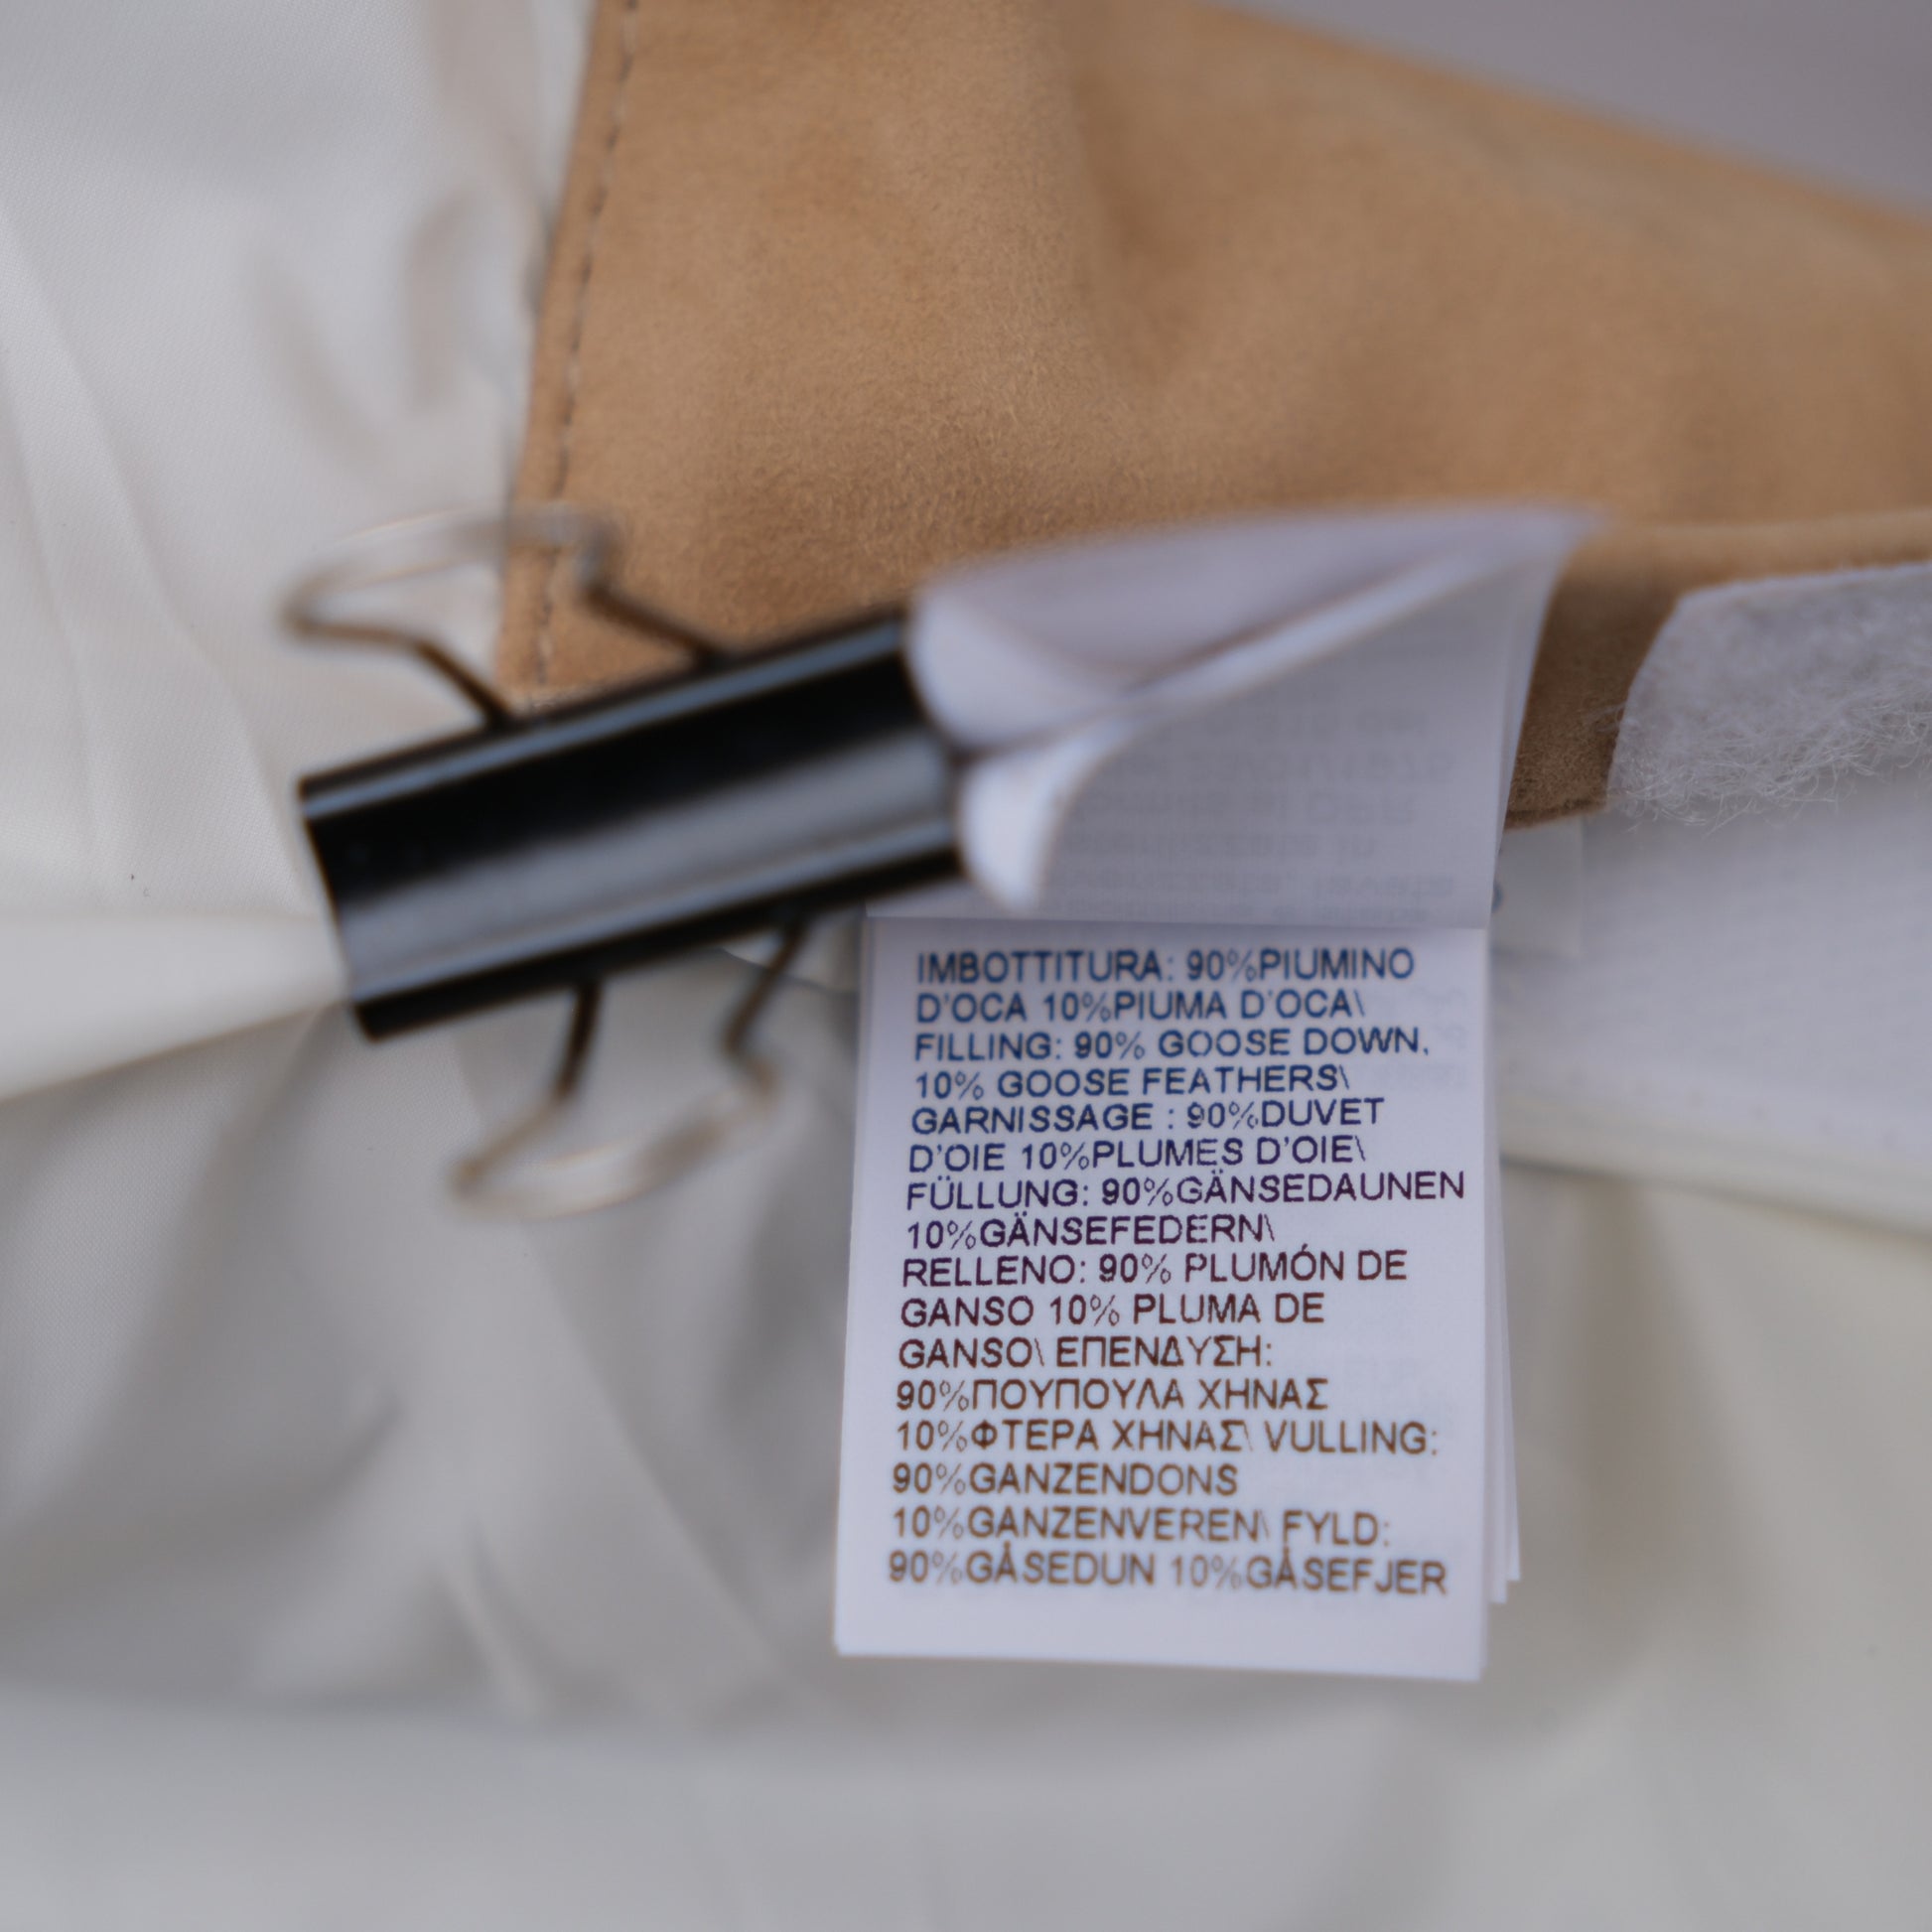 IMBOTTITURA: 90%PIUMINO
D'OCA 10%PIUMA D'OCA\
FILLING: 90% GOOSE DOWN,
10% GOOSE FEATHERS\
GARNISSAGE : 90%DUVET
D'OIE 10%PLUMES D'OIE\
FÜLLUNG: 90%GÄNSEDAUNEN
10%GÄNSEFEDERN\
RELLENO: 90% PLUMÓN DE
GANSO 10% PLUMA DE
GANSO\ ΕΠΕΝΔΥΣΗ:
90%ΠΟΥΠΟΥΛΑ ΧΗΝΑΣ
10%ΦΤΕΡΑ ΧΗΝΑΣ\ VULLING:
90%GANZENDONS
10%GANZENVEREN\ FYLD:
90%GÅSEDUN 10%GÅSEFJER